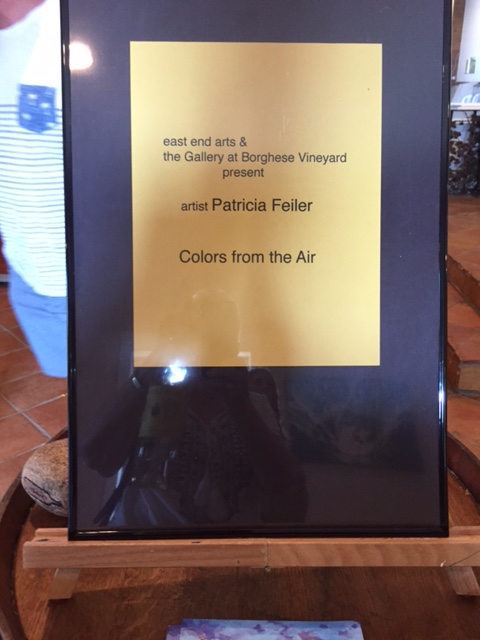 east end arts &
the Gallery at Borghese Vineyard
present
artist Patricia Feiler
Colors from the Air